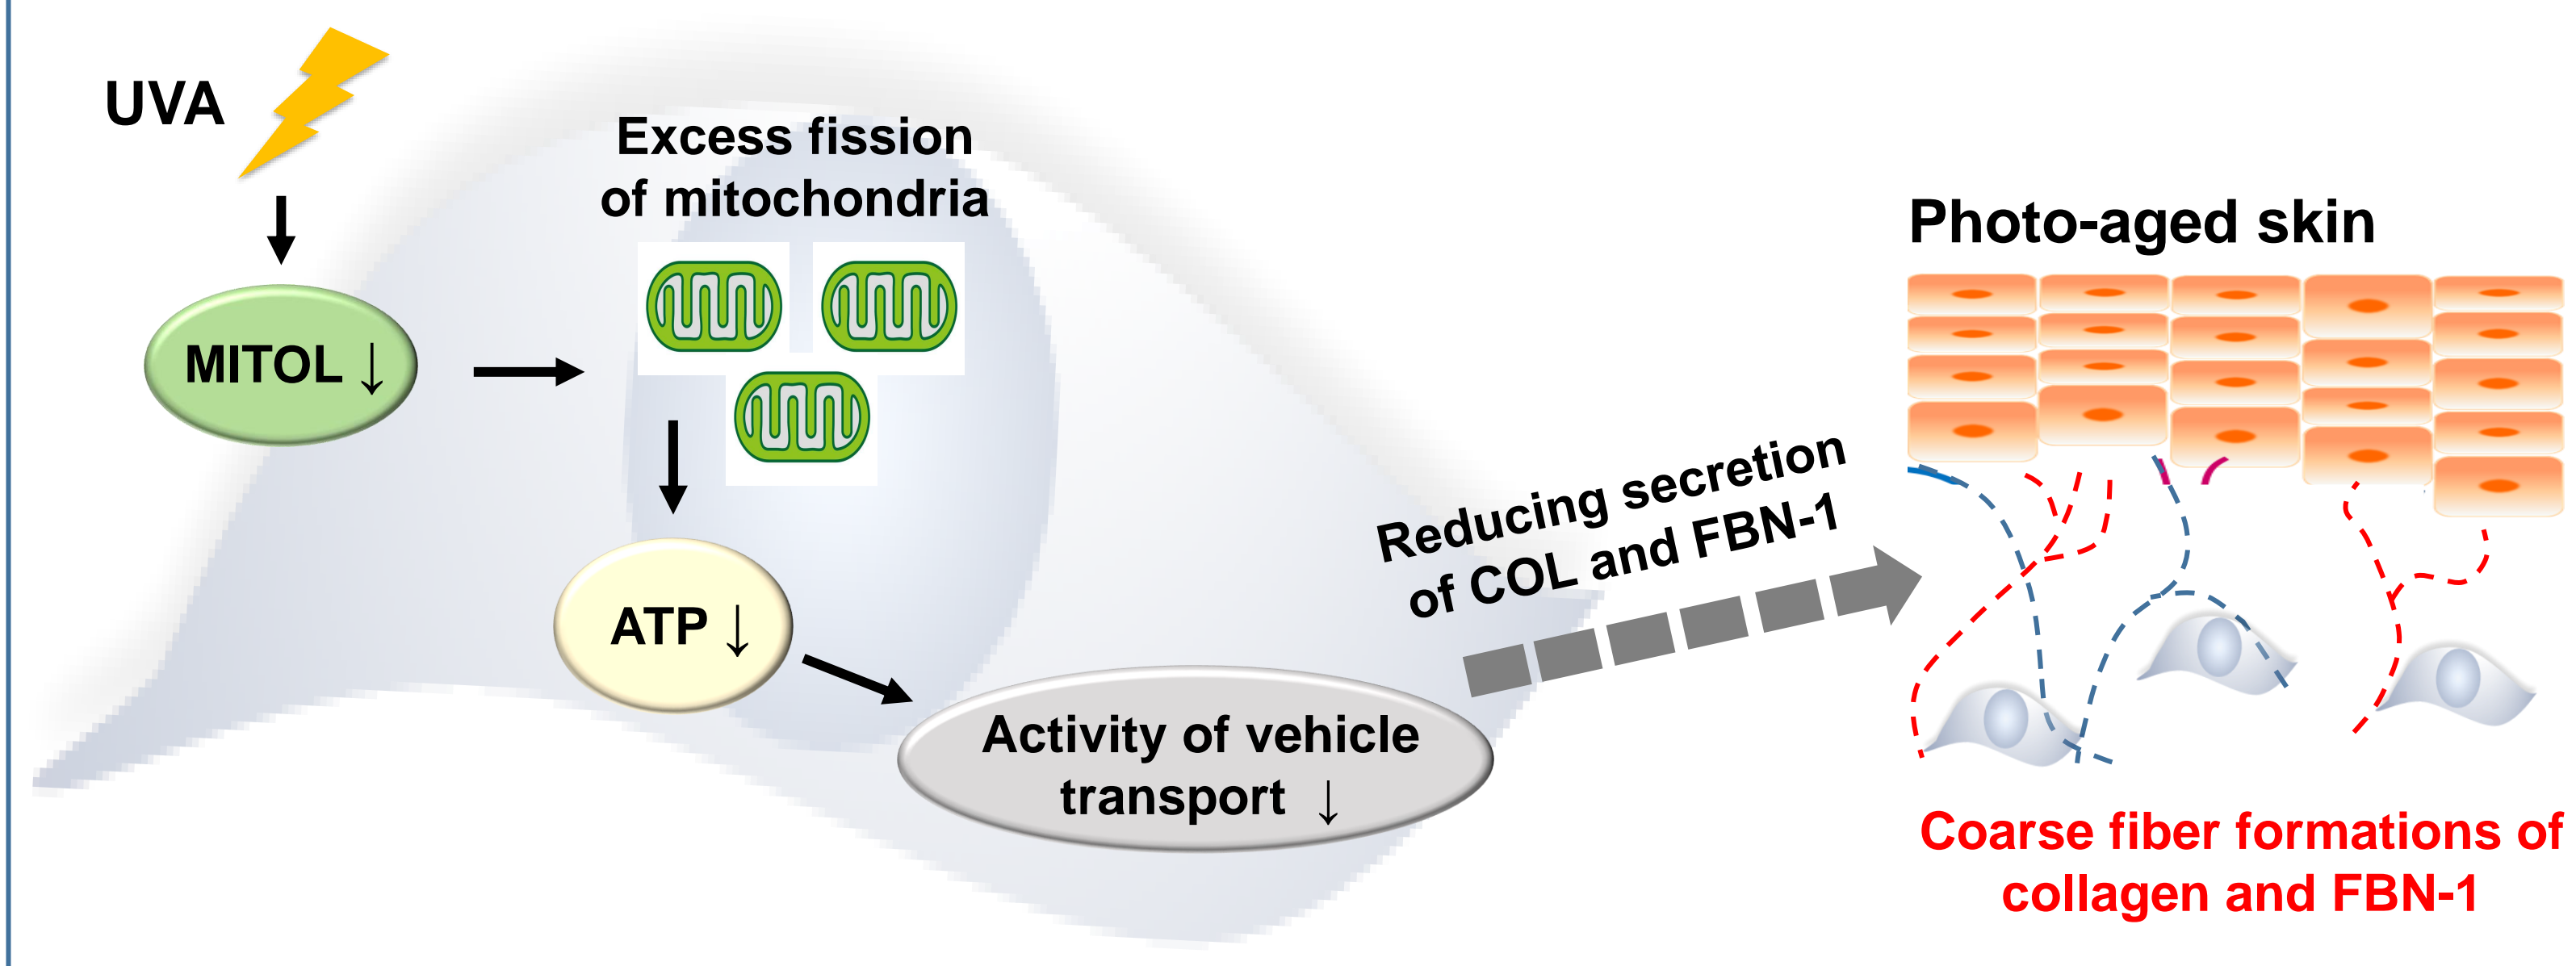 UVA
Excess fission
of mitochondria
MITOL ↓
ATP ↓
Activity of vehicle
transport ↓
Reducing secretion
of COL and FBN-1
Photo-aged skin
Coarse fiber formations of
collagen and FBN-1